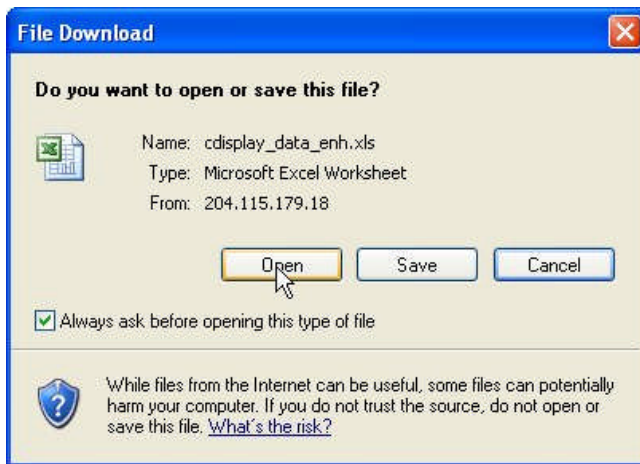 File Download
Do you want to open or save this file?
Name: cdisplay_data_enh.xls
Type: Microsoft Excel Worksheet
From: 204.115.179.18
Open Save Cancel
Always ask before opening this type of file
While files from the Internet can be useful, some files can potentially
harm your computer. If you do not trust the source, do not open or
save this file. What's the risk?